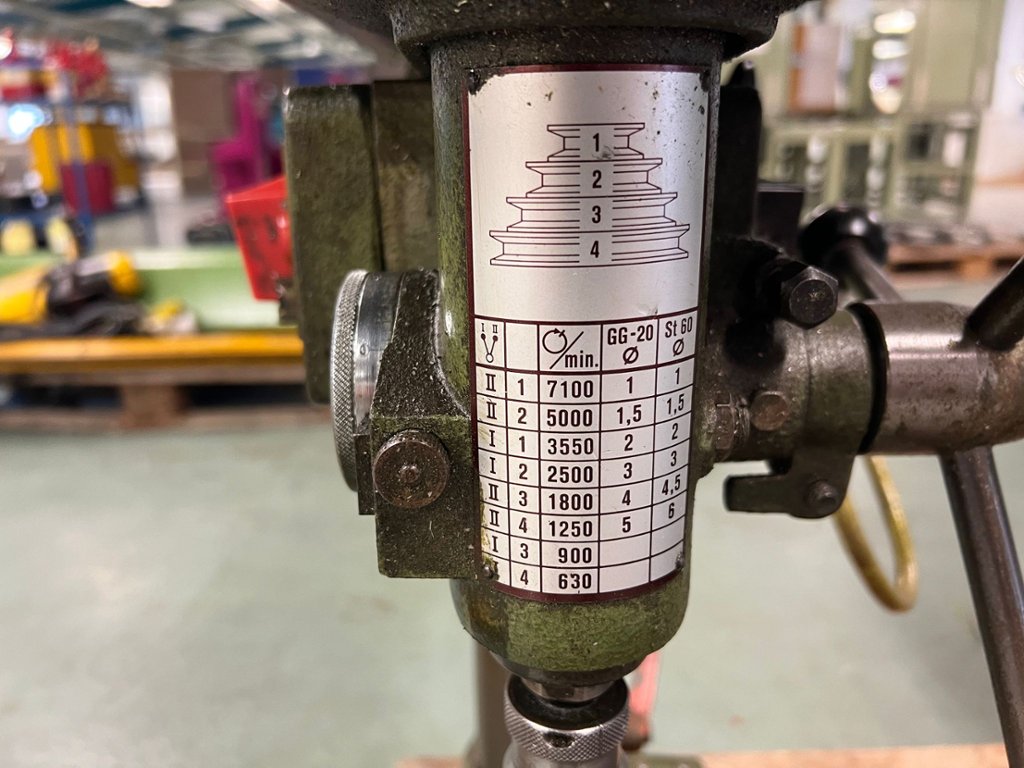 1
2
3
4
I II /min. GG-20 Ø St 60 Ø
II 1 7100 1 1
II 2 5000 1,5 1,5
I 1 3550 2 2
I 2 2500 3 3
II 3 1800 4 4,5
II 4 1250 5 6
I 3 900
4 630